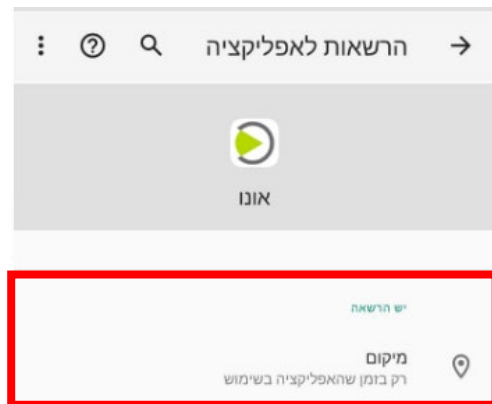 הרשאות לאפליקציה
אונו
יש הרשאה
מיקום
רק בזמן שהאפליקציה בשימוש